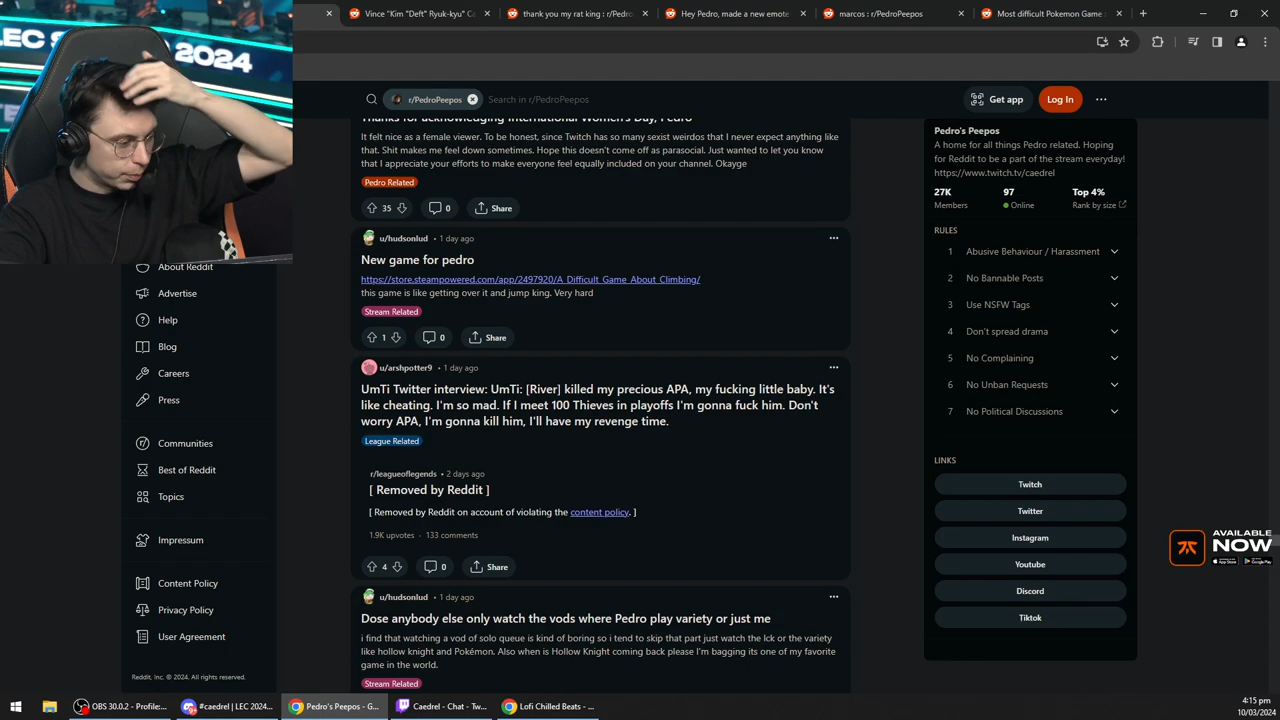 LEC S 2024
Vince "Kim "Deft" Ryuk-kyu" Ce
thank you my rat king : r/Pedro
Hey Pedro, made a new emote
marcos : r/PedroPeepos
Most difficult Pokemon Game
r/PedroPeepos
Search in r/PedroPeepos
Get app
Log In
Thanks for acknowledging International Women's Day, Pedro
It felt nice as a female viewer. To be honest, since Twitch has so many sexist weirdos that I never expect anything like
that. Shit makes me feel down sometimes. Hope this doesn't come off as parasocial. Just wanted to let you know
that I appreciate your efforts to make everyone feel equally included on your channel. Okayge
Pedro Related
35
0
Share
u/hudsonlud • 1 day ago
New game for pedro
https://store.steampowered.com/app/2497920/A_Difficult_Game_About_Climbing/
this game is like getting over it and jump king. Very hard
Stream Related
1
0
Share
u/arshpotter9 • 1 day ago
UmTi Twitter interview: UmTi: [River] killed my precious APA, my fucking little baby. It's
like cheating. I'm so mad. If I meet 100 Thieves in playoffs I'm gonna fuck him. Don't
worry APA, I'm gonna kill him, I'll have my revenge time.
League Related
r/leagueoflegends • 2 days ago
[ Removed by Reddit ]
[ Removed by Reddit on account of violating the content policy. ]
1.9K upvotes · 133 comments
4
0
Share
u/hudsonlud • 1 day ago
Dose anybody else only watch the vods where Pedro play variety or just me
i find that watching a vod of solo queue is kind of boring so i tend to skip that part just watch the lck or the variety
like hollow knight and Pokémon. Also when is Hollow Knight coming back please I'm bagging its one of my favorite
game in the world.
Stream Related
About Reddit
Advertise
Help
Blog
Careers
Press
Communities
Best of Reddit
Topics
Impressum
Content Policy
Privacy Policy
User Agreement
Reddit, Inc. © 2024. All rights reserved.
Pedro's Peepos
A home for all things Pedro related. Hoping
for Reddit to be a part of the stream everyday!
https://www.twitch.tv/caedrel
27K
97
Top 4%
Members
Online
Rank by size
RULES
1 Abusive Behaviour / Harassment
2 No Bannable Posts
3 Use NSFW Tags
4 Don't spread drama
5 No Complaining
6 No Unban Requests
7 No Political Discussions
LINKS
Twitch
Twitter
Instagram
Youtube
Discord
Tiktok
AVAILABLE
NOW
App Store
Google Play
OBS 30.0.2 - Profile:...
#caedrel | LEC 2024...
Pedro's Peepos - G...
Caedrel - Chat - Tw...
Lofi Chilled Beats - ...
4:15 pm
10/03/2024